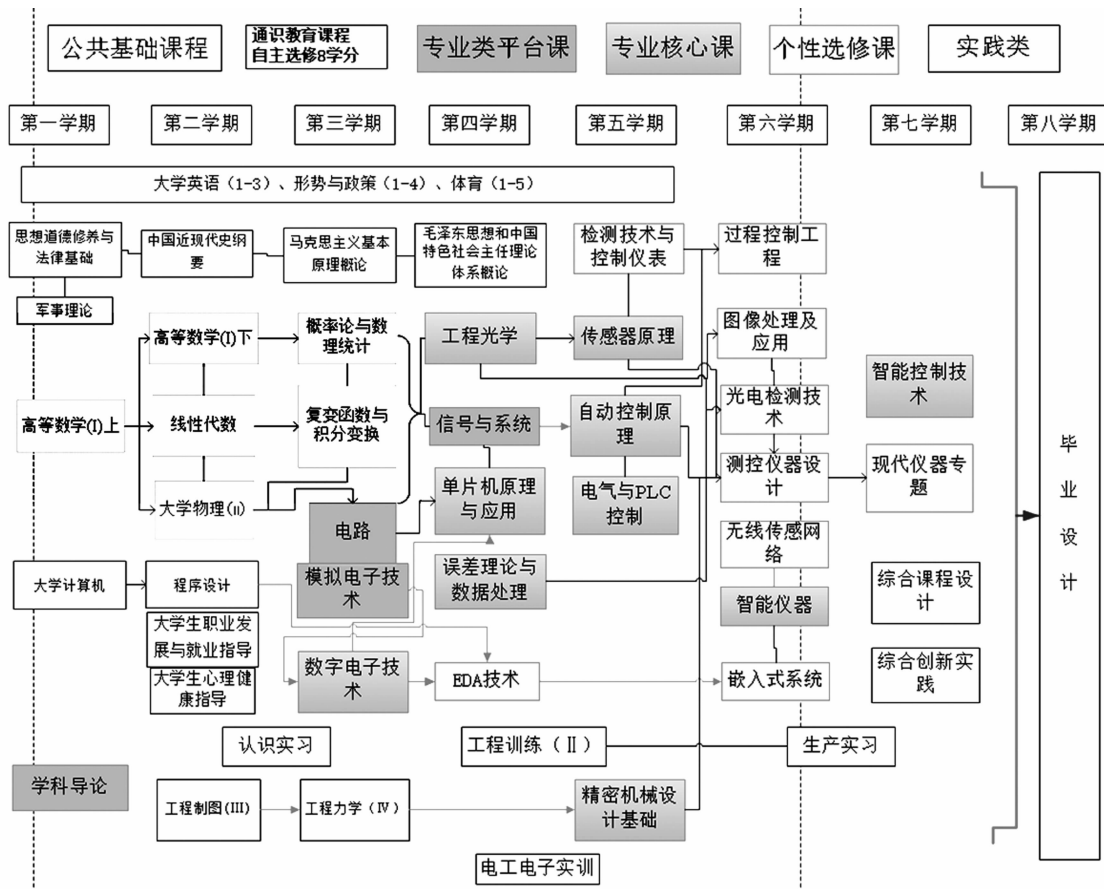 公共基础课程
通识教育课程
自主选修8学分
专业类平台课
专业核心课
个性选修课
实践类
第一学期
第二学期
第三学期
第四学期
第五学期
第六学期
第七学期
第八学期
大学英语（1-3）、形势与政策（1-4）、体育（1-5）
思想道德修养与
法律基础
中国近现代史纲
要
马克思主义基本
原理概论
毛泽东思想和中国
特色社会主任理论
体系概论
检测技术与
控制仪表
过程控制工
程
军事理论
高等数学(I)下
概率论与数
理统计
工程光学
传感器原理
图像处理及
应用
智能控制技
术
高等数学(I)上
线性代数
复变函数与
积分变换
信号与系统
自动控制原
理
光电检测技
术
大学物理(II)
电路
单片机原理
与应用
电气与PLC
控制
测控仪器设
计
现代仪器专
题
毕
业
设
计
无线传感网
络
大学计算机
程序设计
模拟电子技
术
误差理论与
数据处理
智能仪器
综合课程设
计
大学生职业发
展与就业指导
大学生心理健
康指导
数字电子技
术
EDA技术
嵌入式系统
综合创新实
践
认识实习
工程训练（Ⅱ）
生产实习
学科导论
工程制图(III)
工程力学（Ⅳ）
精密机械设
计基础
电工电子实训